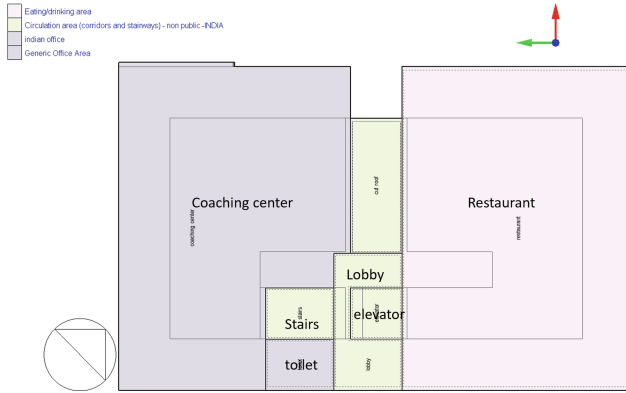 Eating/drinking area
Circulation area (corridors and stairways) - non public -INDIA
indian office
Generic Office Area
cut roof
Coaching center
coaching center
Restaurant
restaurant
Lobby
stairs
Stairs
elevator
toilet
lobby